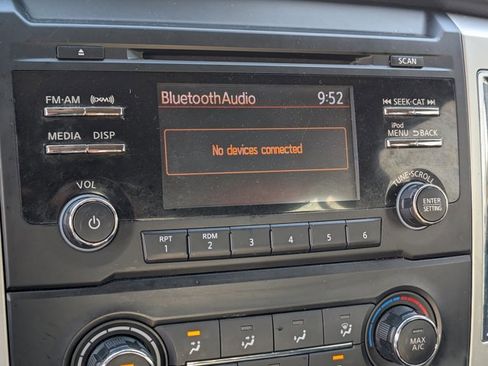 SCAN
FM·AM
MEDIA DISP
BluetoothAudio 9:52
No devices connected
SEEK·CAT
iPod
MENU BACK
VOL
TUNE·SCROLL
ENTER
SETTING
RPT
1
RDM
2
3
4
5
6
MAX
A/C